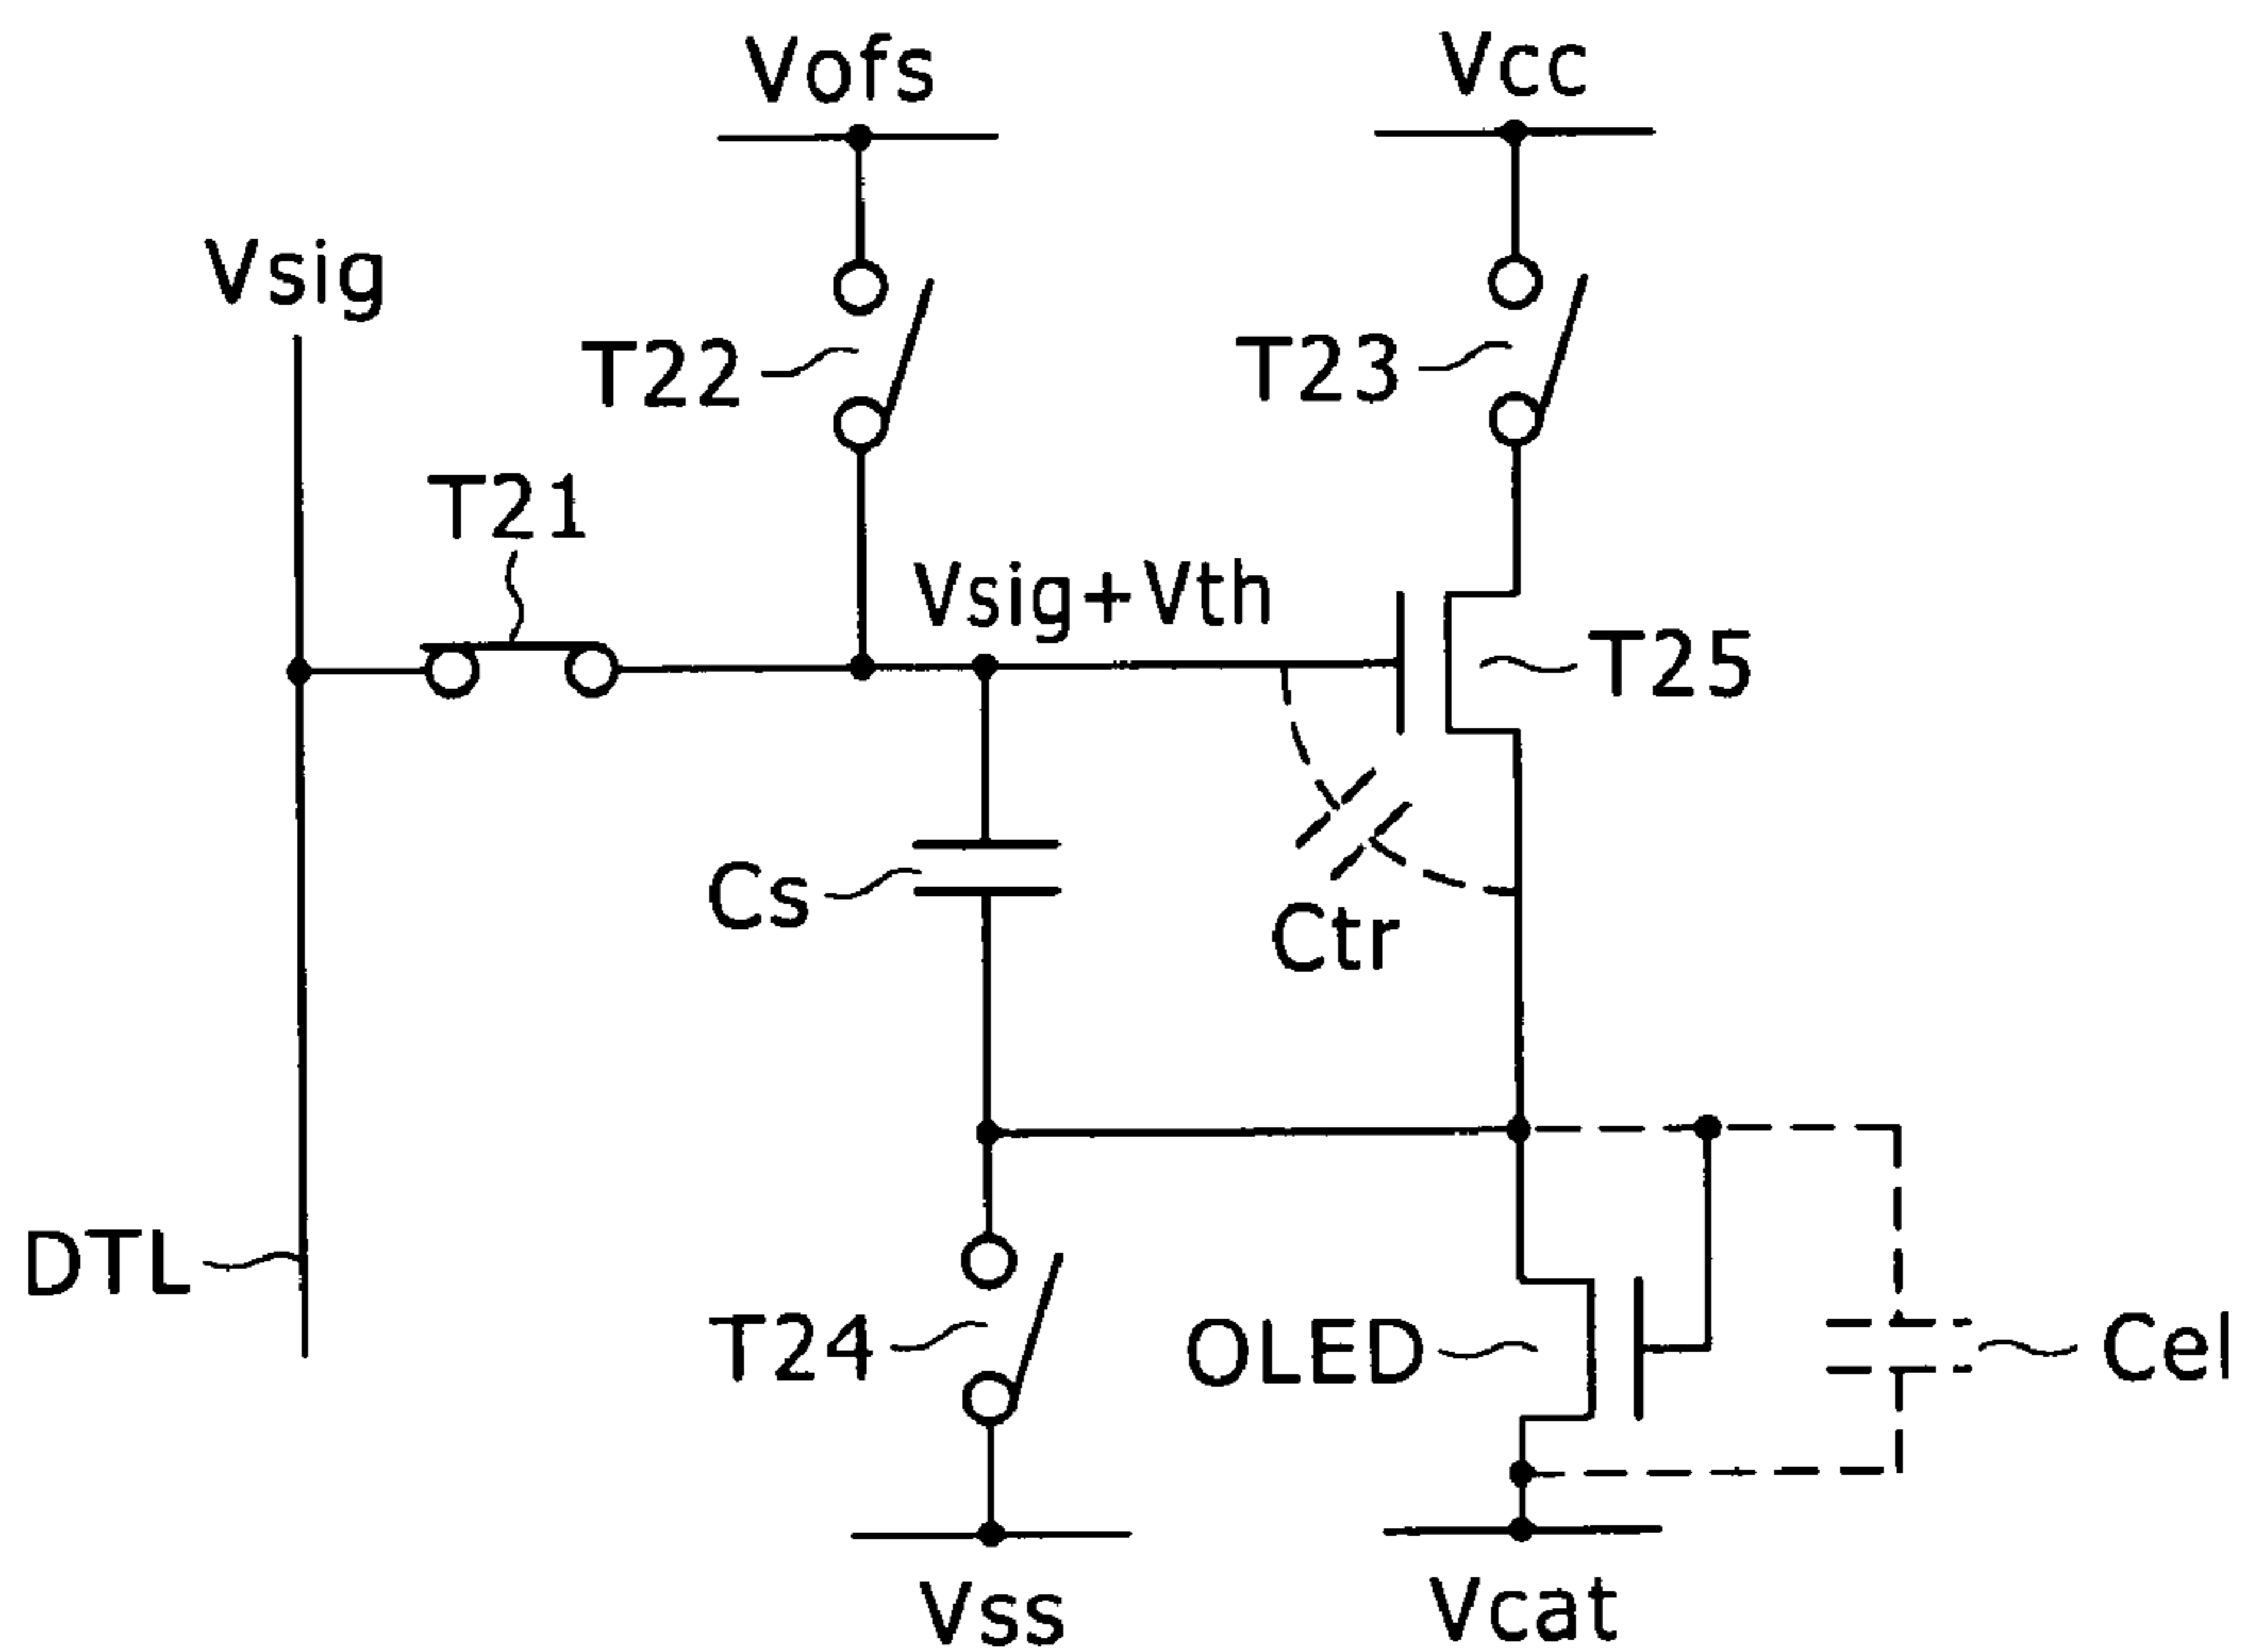 Vofs
Vcc
Vsig
T22
T23
T21
Vsig+Vth
T25
Cs
Ctr
DTL
T24
OLED
Cel
Vss
Vcat